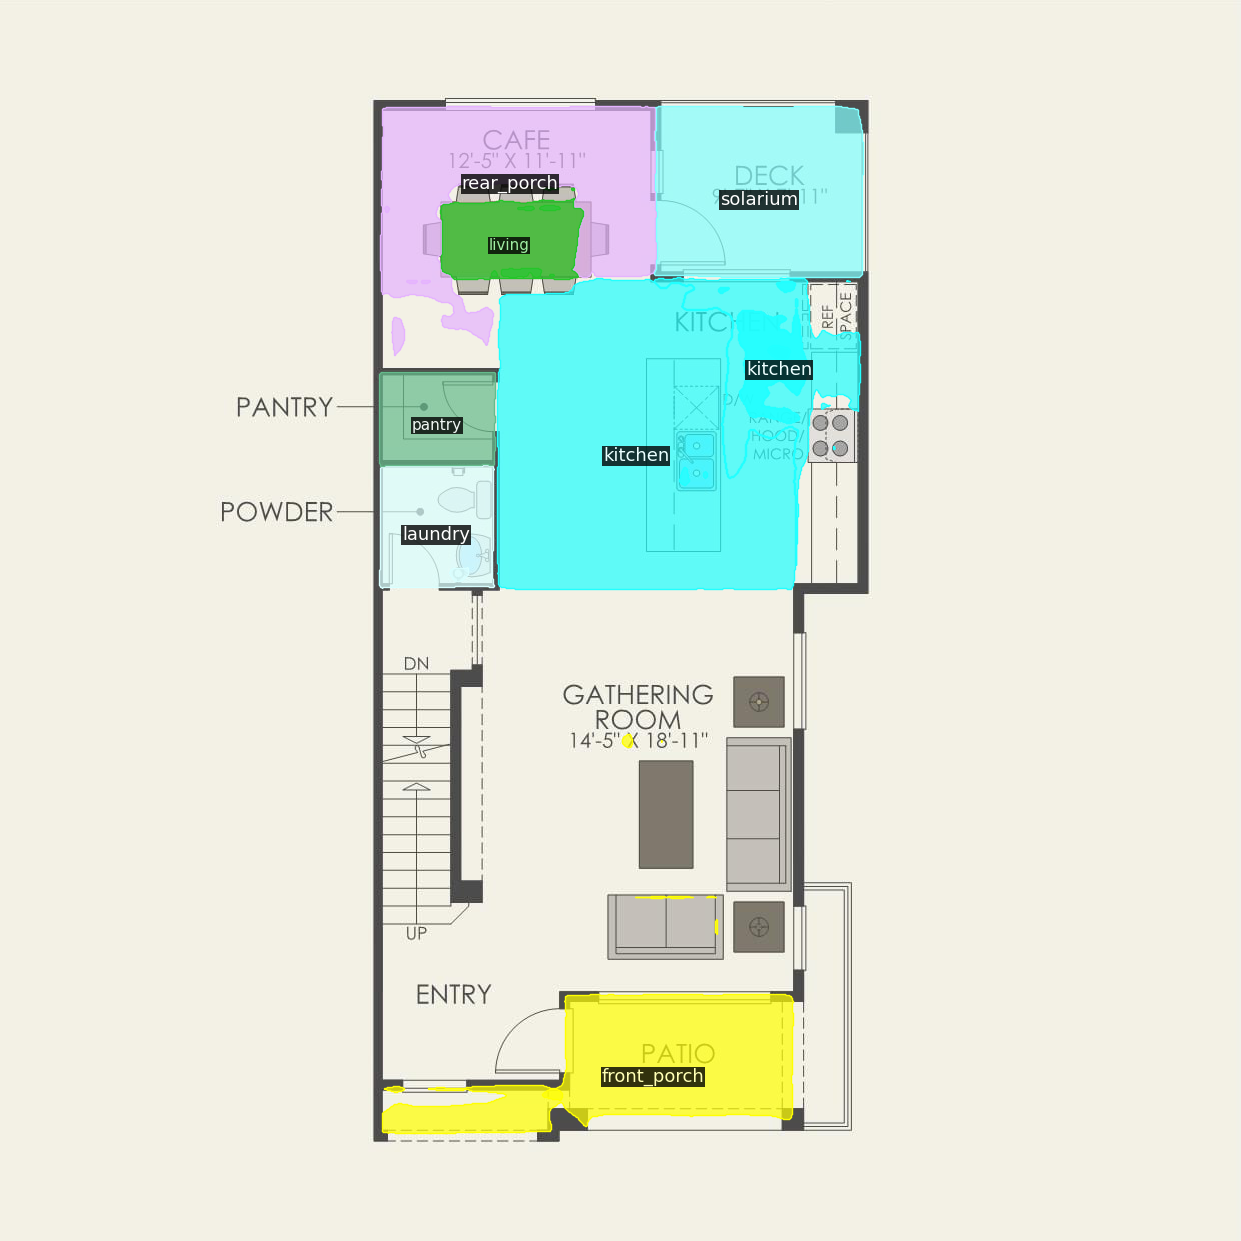 CAFE
12'-5" X 11'-11"
rear_porch
DECK
solarium
living
KITCHEN
REF
SPACE
kitchen
PANTRY
pantry
RANGE/
HOOD/
MICRO
kitchen
POWDER
laundry
DN
GATHERING
ROOM
14'-5" X 18'-11"
UP
ENTRY
PATIO
front_porch